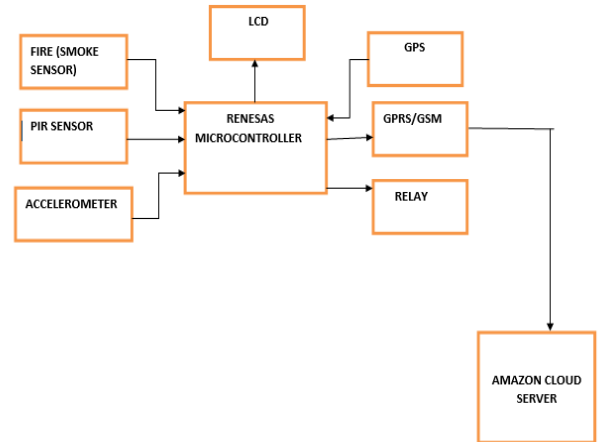 LCD
FIRE (SMOKE
SENSOR)
GPS
PIR SENSOR
RENESAS
MICROCONTROLLER
GPRS/GSM
ACCELEROMETER
RELAY
AMAZON CLOUD
SERVER